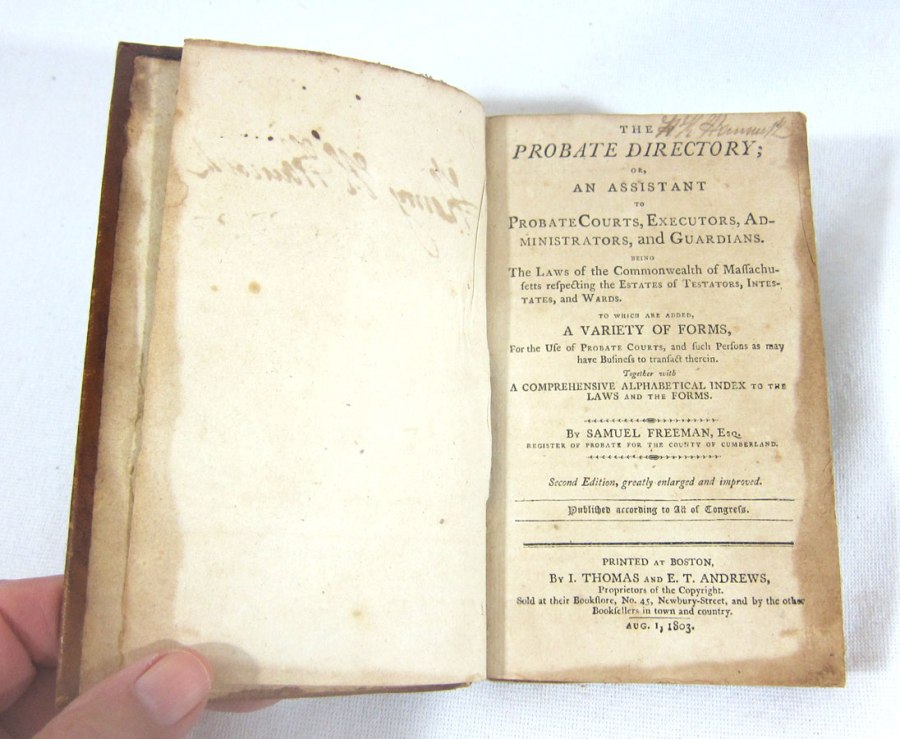 THE
PROBATE DIRECTORY;
OR,
AN ASSISTANT
TO
PROBATE COURTS, EXECUTORS, AD-
MINISTRATORS, and GUARDIANS.
BEING
The LAWS of the Commonwealth of Maſſachu-
ſetts reſpecting the ESTATES of TESTATORS, INTES-
TATES, and WARDS.
TO WHICH ARE ADDED,
A VARIETY OF FORMS,
For the Uſe of PROBATE COURTS, and ſuch Perſons as may
have Buſineſs to tranſact therein.
Together with
A COMPREHENSIVE ALPHABETICAL INDEX TO THE
LAWS AND THE FORMS.
BY SAMUEL FREEMAN, ESQ.
REGISTER OF PROBATE FOR THE COUNTY OF CUMBERLAND.
Second Edition, greatly enlarged and improved.
Publiſhed according to Act of Congreſs.
PRINTED AT BOSTON,
BY I. THOMAS AND E. T. ANDREWS,
Proprietors of the Copyright.
Sold at their Bookſtore, No. 45, Newbury-Street, and by the other
Bookſellers in town and country.
AUG. 1, 1803.